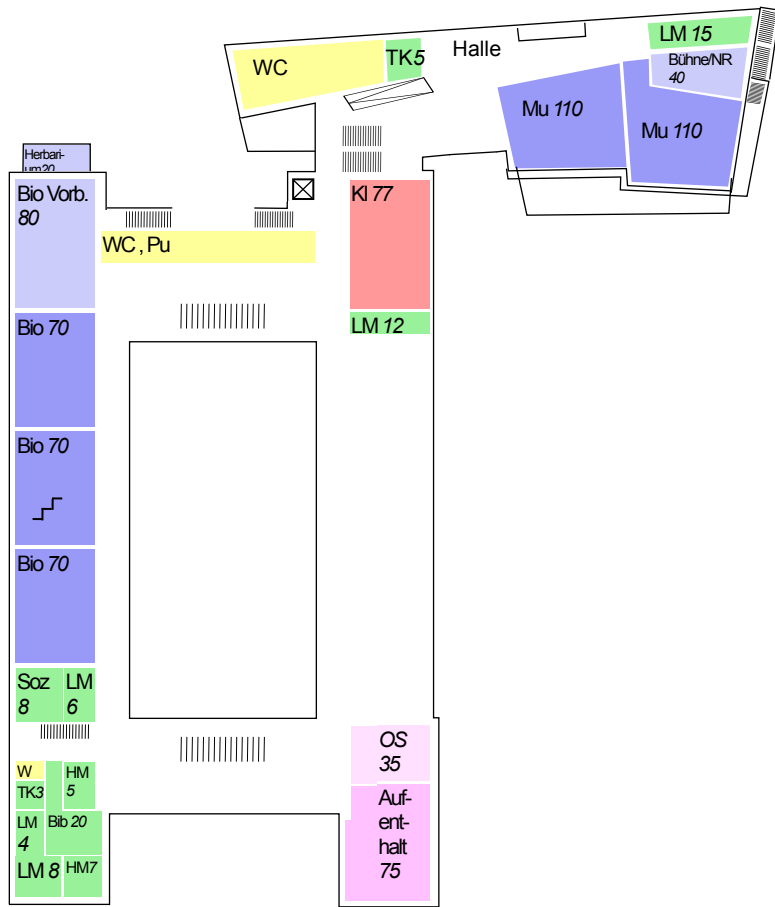 LM 15
WC
TK5
Halle
Bühne/NR
40
Mu 110
Mu 110
Herbari-
um20
Bio Vorb.
80
Kl 77
WC , Pu
LM 12
Bio 70
Bio 70
Bio 70
Soz
8
LM
6
OS
35
W
HM
5
TK3
Auf-
ent-
halt
75
LM
4
Bib 20
LM 8
HM7